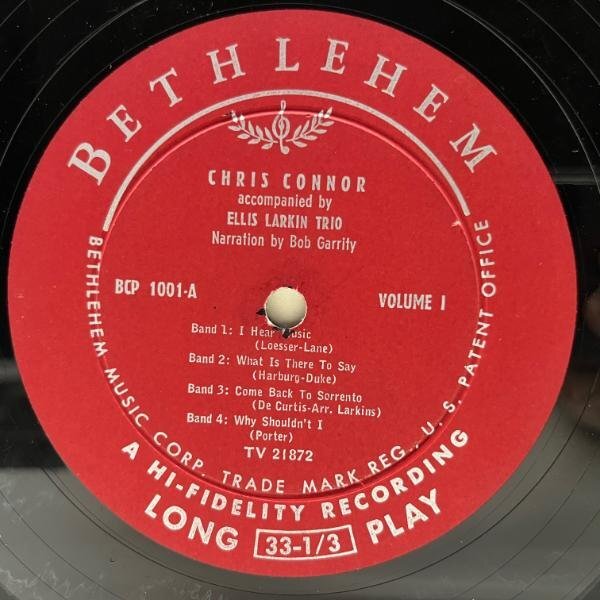 BETHLEHEM
CHRIS CONNOR
accompanied by
ELLIS LARKIN TRIO
Narration by Bob Garrity
BCP 1001-A
VOLUME I
Band 1: I Hear usic
(Loesser-Lane)
Band 2: What Is There To Say
(Harburg-Duke)
Band 3: Come Back To Sorrento
(De Curtis-Arr. Larkins)
Band 4: Why Shouldn't I
(Porter)
TV 21872
BETHLEHEM MUSIC CORP. TRADE MARK REG., U. S. PATENT OFFICE
A HI-FIDELITY RECORDING
LONG 33-1/3 PLAY